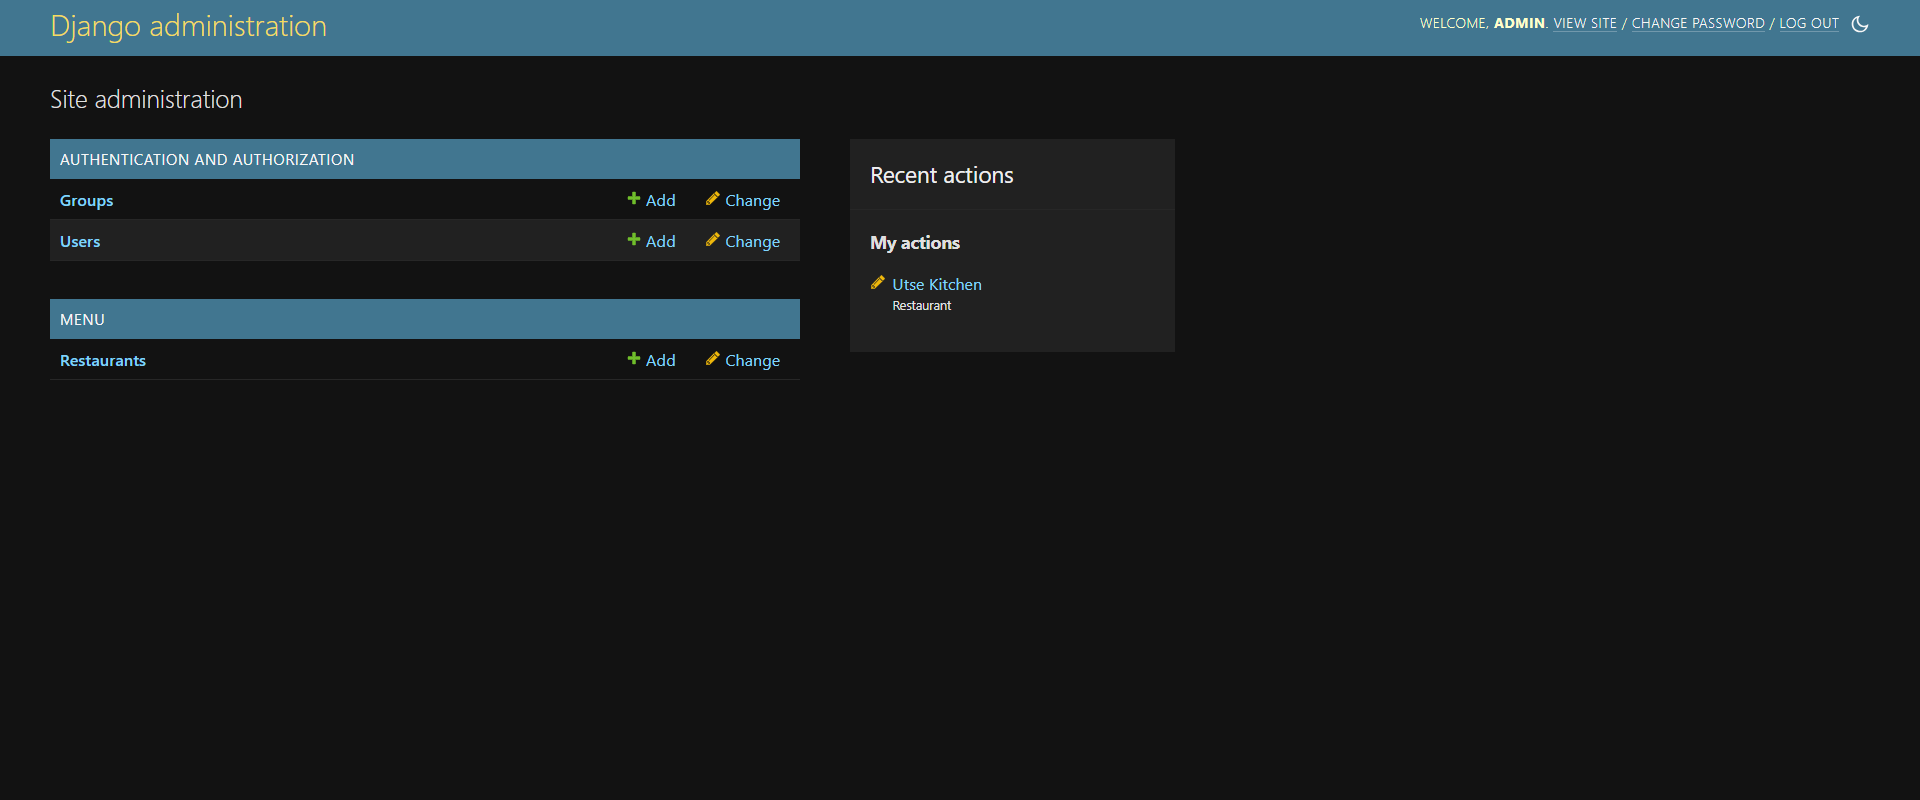 Django administration
WELCOME, ADMIN. VIEW SITE / CHANGE PASSWORD / LOG OUT
Site administration
AUTHENTICATION AND AUTHORIZATION
Groups Add Change
Users Add Change
MENU
Restaurants Add Change
Recent actions
My actions
Utse Kitchen
Restaurant